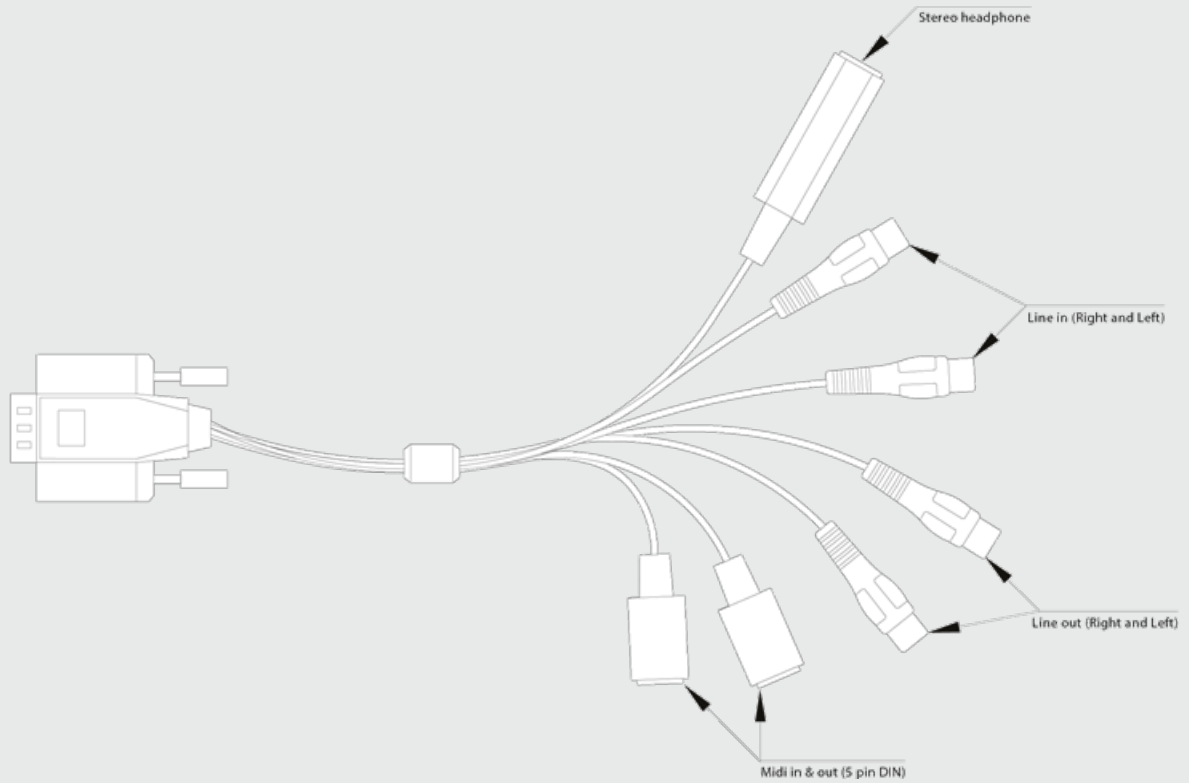 Stereo headphone
Line in (Right and Left)
Line out (Right and Left)
Midi in & out (5 pin DIN)